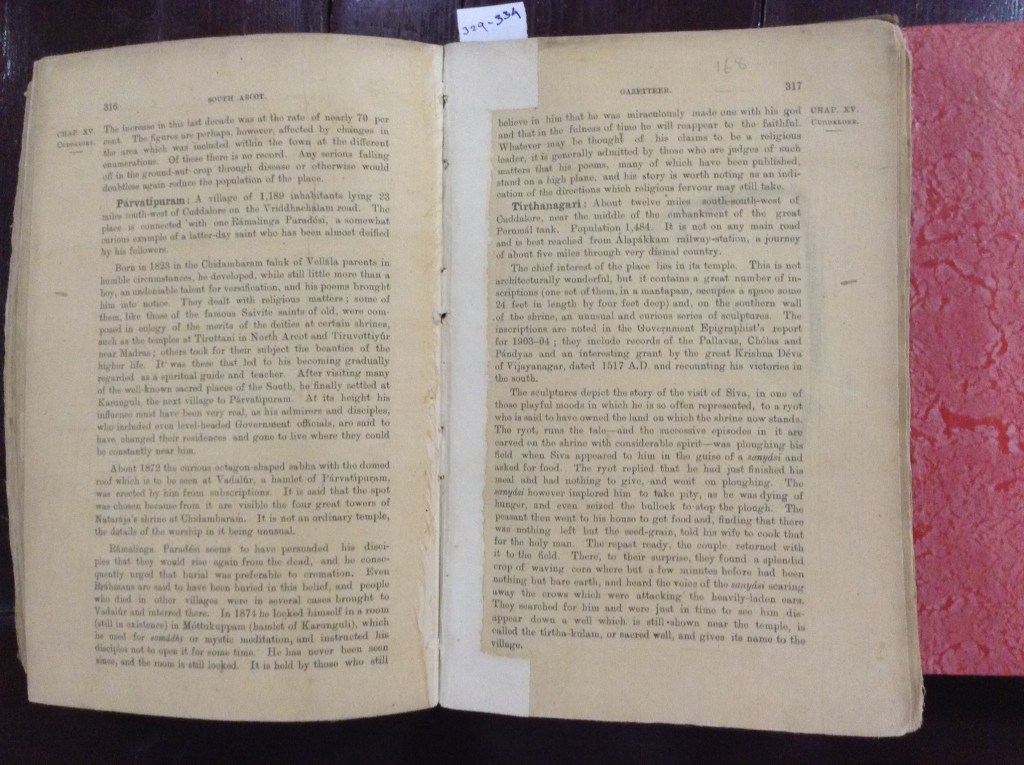 329-334
316
SOUTH ARCOT.
CHAP. XV.
CUDDALORE.
The increase in this last decade was at the rate of nearly 70 per
cent. The figures are perhaps, however, affected by changes in
the area which was included within the town at the different
enumerations. Of these there is no record. Any serious falling
off in the ground-nut crop through disease or otherwise would
doubtless again reduce the population of the place.
Párvatipuram: A village of 1,189 inhabitants lying 23
miles south-west of Cuddalore on the Vriddhachálam road. The
place is connected with one Rámalinga Paradési, a somewhat
curious example of a latter-day saint who has been almost deified
by his followers.
Born in 1823 in the Chidambaram taluk of Vellála parents in
humble circumstances, he developed, while still little more than a
boy, an undeniable talent for versification, and his poems brought
him into notice. They dealt with religious matters; some of
them, like those of the famous Saivite saints of old, were com-
posed in eulogy of the merits of the deities at certain shrines,
such as the temples at Tiruttani in North Arcot and Tiruvottiyúr
near Madras; others took for their subject the beauties of the
higher life. It was these that led to his becoming gradually
regarded as a spiritual guide and teacher. After visiting many
of the well-known sacred places of the South, he finally settled at
Karunguli, the next village to Párvatipuram. At its height his
influence must have been very real, as his admirers and disciples,
who included even level-headed Government officials, are said to
have changed their residences and gone to live where they could
be constantly near him.
About 1872 the curious octagon-shaped sabha with the domed
roof which is to be seen at Vadalúr, a hamlet of Párvatipuram,
was erected by him from subscriptions. It is said that the spot
was chosen because from it are visible the four great towers of
Natarája's shrine at Chidambaram. It is not an ordinary temple,
the details of the worship in it being unusual.
Rámalinga Paradési seems to have persuaded his disci-
ples that they would rise again from the dead, and he conse-
quently urged that burial was preferable to cremation. Even
Bráhmans are said to have been buried in this belief, and people
who died in other villages were in several cases brought to
Vadalúr and interred there. In 1874 he locked himself in a room
(still in existence) in Méttukuppam (hamlet of Karunguli), which
he used for samádhi or mystic meditation, and instructed his
disciples not to open it for some time. He has never been seen
since, and the room is still locked. It is held by those who still
168
GAZETTEER.
317
CHAP. XV.
CUDDALORE.
believe in him that he was miraculously made one with his god
and that in the fulness of time he will reappear to the faithful.
Whatever may be thought of his claims to be a religious
leader, it is generally admitted by those who are judges of such
matters that his poems, many of which have been published,
stand on a high plane, and his story is worth noting as an indi-
cation of the directions which religious fervour may still take.
Tirthanagari: About twelve miles south-south-west of
Cuddalore, near the middle of the embankment of the great
Perumál tank. Population 1,484. It is not on any main road
and is best reached from Álapákkam railway-station, a journey
of about five miles through very dismal country.
The chief interest of the place lies in its temple. This is not
architecturally wonderful, but it contains a great number of in-
scriptions (one set of them, in a mantapam, occupies a space some
24 feet in length by four feet deep) and, on the southern wall
of the shrine, an unusual and curious series of sculptures. The
inscriptions are noted in the Government Epigraphist's report
for 1903-04; they include records of the Pallavas, Chólas and
Pándyas and an interesting grant by the great Krishna Déva
of Vijayanagar, dated 1517 A.D. and recounting his victories in
the south.
The sculptures depict the story of the visit of Siva, in one of
those playful moods in which he is so often represented, to a ryot
who is said to have owned the land on which the shrine now stands.
The ryot, runs the tale—and the successive episodes in it are
carved on the shrine with considerable spirit—was ploughing his
field when Siva appeared to him in the guise of a sanyási and
asked for food. The ryot replied that he had just finished his
meal and had nothing to give, and went on ploughing. The
sanyási however implored him to take pity, as he was dying of
hunger, and even seized the bullock to stop the plough. The
peasant then went to his house to get food and, finding that there
was nothing left but the seed-grain, told his wife to cook that
for the holy man. The repast ready, the couple returned with
it to the field. There, to their surprise, they found a splendid
crop of waving corn where but a few minutes before had been
nothing but bare earth, and heard the voice of the sanyási scaring
away the crows which were attacking the heavily-laden ears.
They searched for him and were just in time to see him dis-
appear down a well which is still shown near the temple, is
called the tírtha-kulam, or sacred well, and gives its name to the
village.